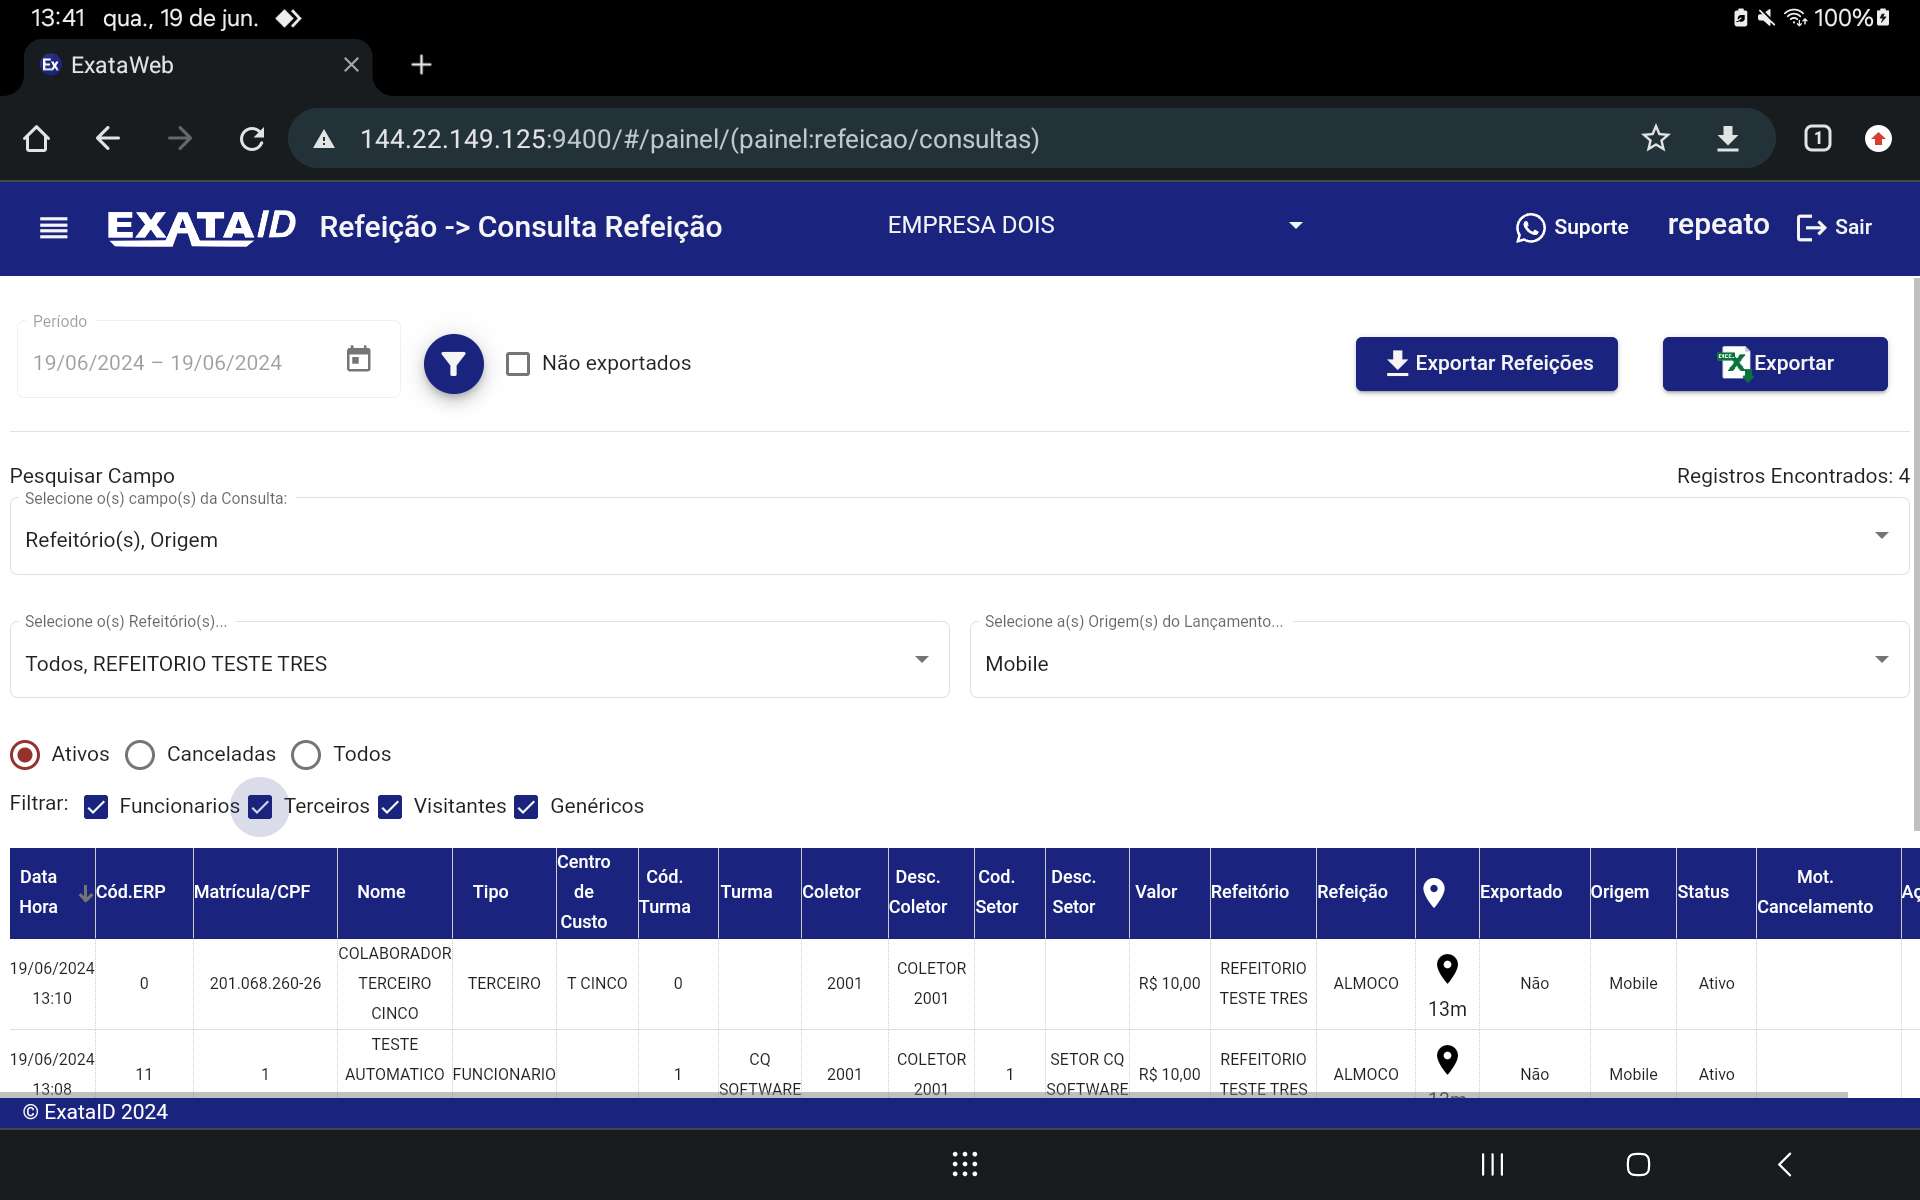 13:41 qua., 19 de jun. 100%
Ex ExataWeb
144.22.149.125:9400/#/painel/(painel:refeicao/consultas) 1
EXATA/ID Refeição -> Consulta Refeição EMPRESA DOIS Suporte repeato Sair
Período
19/06/2024 – 19/06/2024 Não exportados Exportar Refeições Exportar
Pesquisar Campo Registros Encontrados: 4
Selecione o(s) campo(s) da Consulta:
Refeitório(s), Origem
Selecione o(s) Refeitório(s)... Selecione a(s) Origem(s) do Lançamento...
Todos, REFEITORIO TESTE TRES Mobile
Ativos Canceladas Todos
Filtrar: Funcionarios Terceiros Visitantes Genéricos
Data Hora Cód.ERP Matrícula/CPF Nome Tipo Centro de Custo Cód. Turma Turma Coletor Desc. Coletor Cod. Setor Desc. Setor Valor Refeitório Refeição Exportado Origem Status Mot. Cancelamento Aç
19/06/2024 13:10 0 201.068.260-26 COLABORADOR TERCEIRO CINCO TERCEIRO T CINCO 0 2001 COLETOR 2001 R$ 10,00 REFEITORIO TESTE TRES ALMOCO 13m Não Mobile Ativo
19/06/2024 13:08 11 1 TESTE AUTOMATICO FUNCIONARIO 1 CQ SOFTWARE 2001 COLETOR 2001 1 SETOR CQ SOFTWARE R$ 10,00 REFEITORIO TESTE TRES ALMOCO Não Mobile Ativo
© ExataID 2024